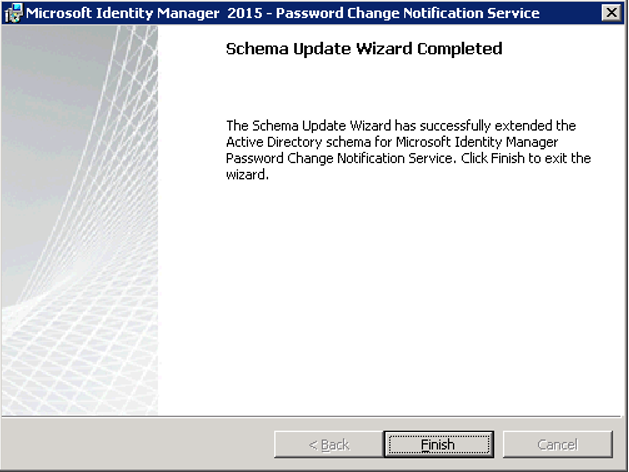 Microsoft Identity Manager  2015 - Password Change Notification Service
Schema Update Wizard Completed
The Schema Update Wizard has successfully extended the
Active Directory schema for Microsoft Identity Manager
Password Change Notification Service. Click Finish to exit the
wizard.
< Back
Finish
Cancel